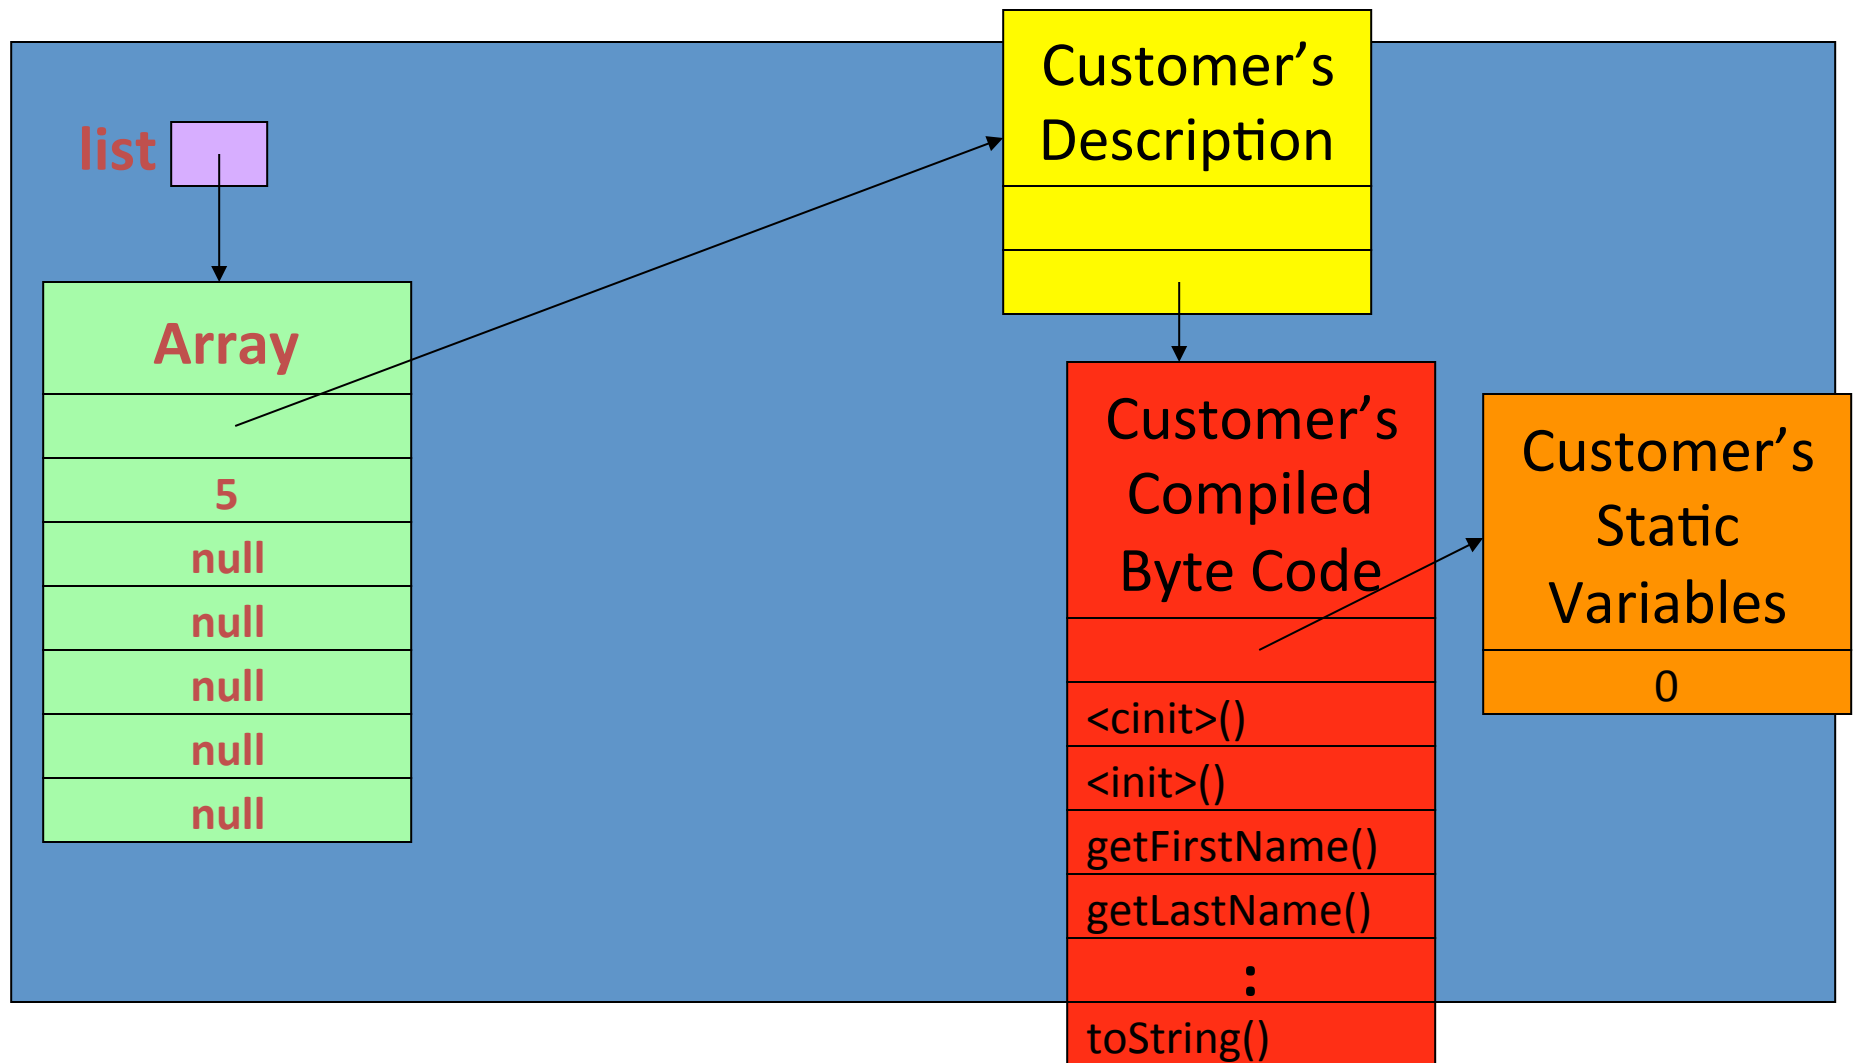 list
Array
5
null
null
null
null
null
Customer’s
Description
Customer’s
Compiled
Byte Code
<cinit>()
<init>()
getFirstName()
getLastName()
:
toString()
Customer’s
Static
Variables
0